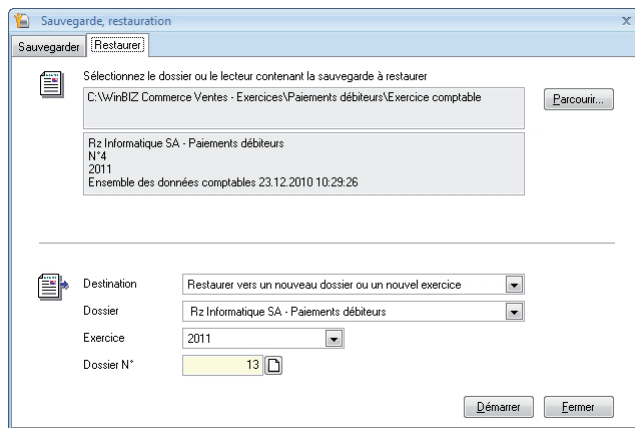 Sauvegarde, restauration
Sauvegarder Restaurer
Sélectionnez le dossier ou le lecteur contenant la sauvegarde à restaurer
C:\WinBIZ Commerce Ventes - Exercices\Paiements débiteurs\Exercice comptable
Parcourir...
Rz Informatique SA - Paiements débiteurs
N°4
2011
Ensemble des données comptables 23.12.2010 10:29:26
Destination Restaurer vers un nouveau dossier ou un nouvel exercice
Dossier Rz Informatique SA - Paiements débiteurs
Exercice 2011
Dossier N° 13
Démarrer Fermer